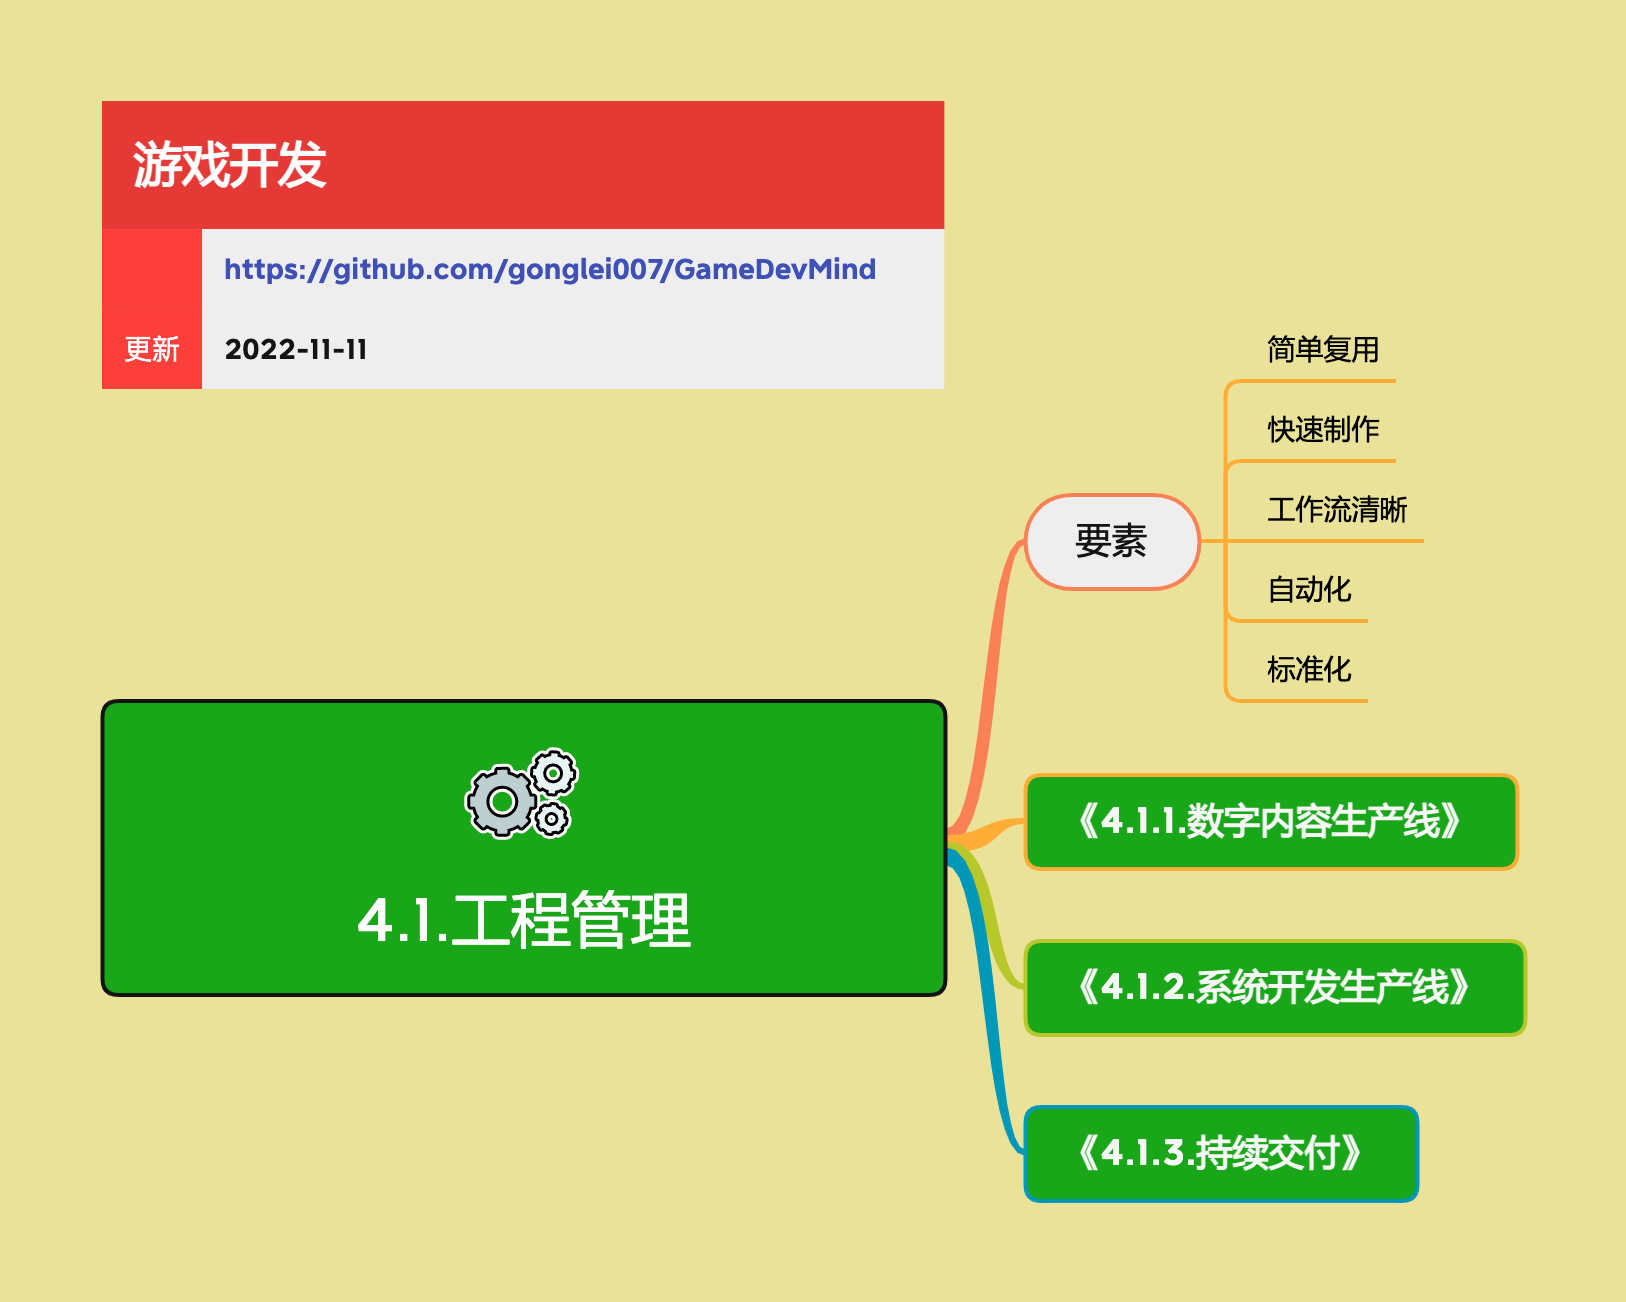 游戏开发
https://github.com/gonglei007/GameDevMind
更新 2022-11-11
4.1.工程管理
要素
简单复用
快速制作
工作流清晰
自动化
标准化
《4.1.1.数字内容生产线》
《4.1.2.系统开发生产线》
《4.1.3.持续交付》